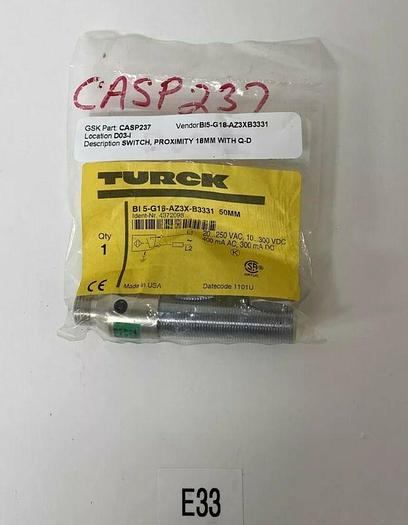 CASP237
GSK Part: CASP237 Vendor BI5-G18-AZ3XB3331
Location D03-I
Description SWITCH, PROXIMITY 18MM WITH Q-D
TURCK
BI 5-G18-AZ3X-B3331 50MM
Ident-Nr. 4372098
Qty
1
20...250 VAC, 10...300 VDC
400 mA AC, 300 mA DC
L2
CE
Made in USA
Datecode 1101U
E33